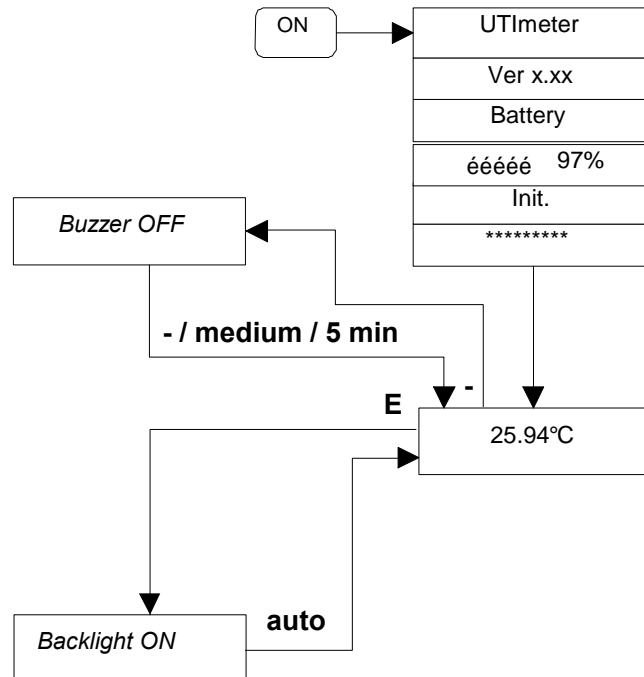 ON
UTImeter
Ver x.xx
Battery
ééééé 97%
Init.
*********
Buzzer OFF
- / medium / 5 min
E
-
25.94°C
Backlight ON
auto